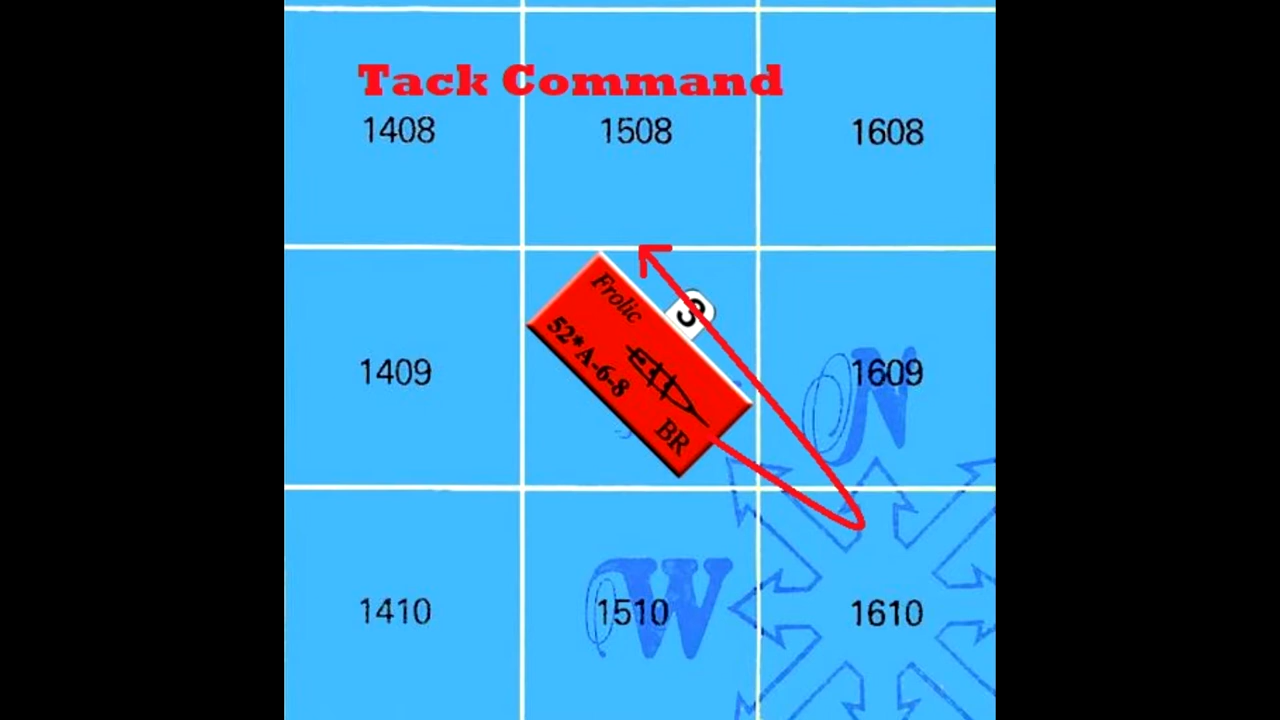 Tack Command
1408 1508 1608
3
Frolic
52*A-6-8
BR
1409 1609
N
1410 1510 1610
W